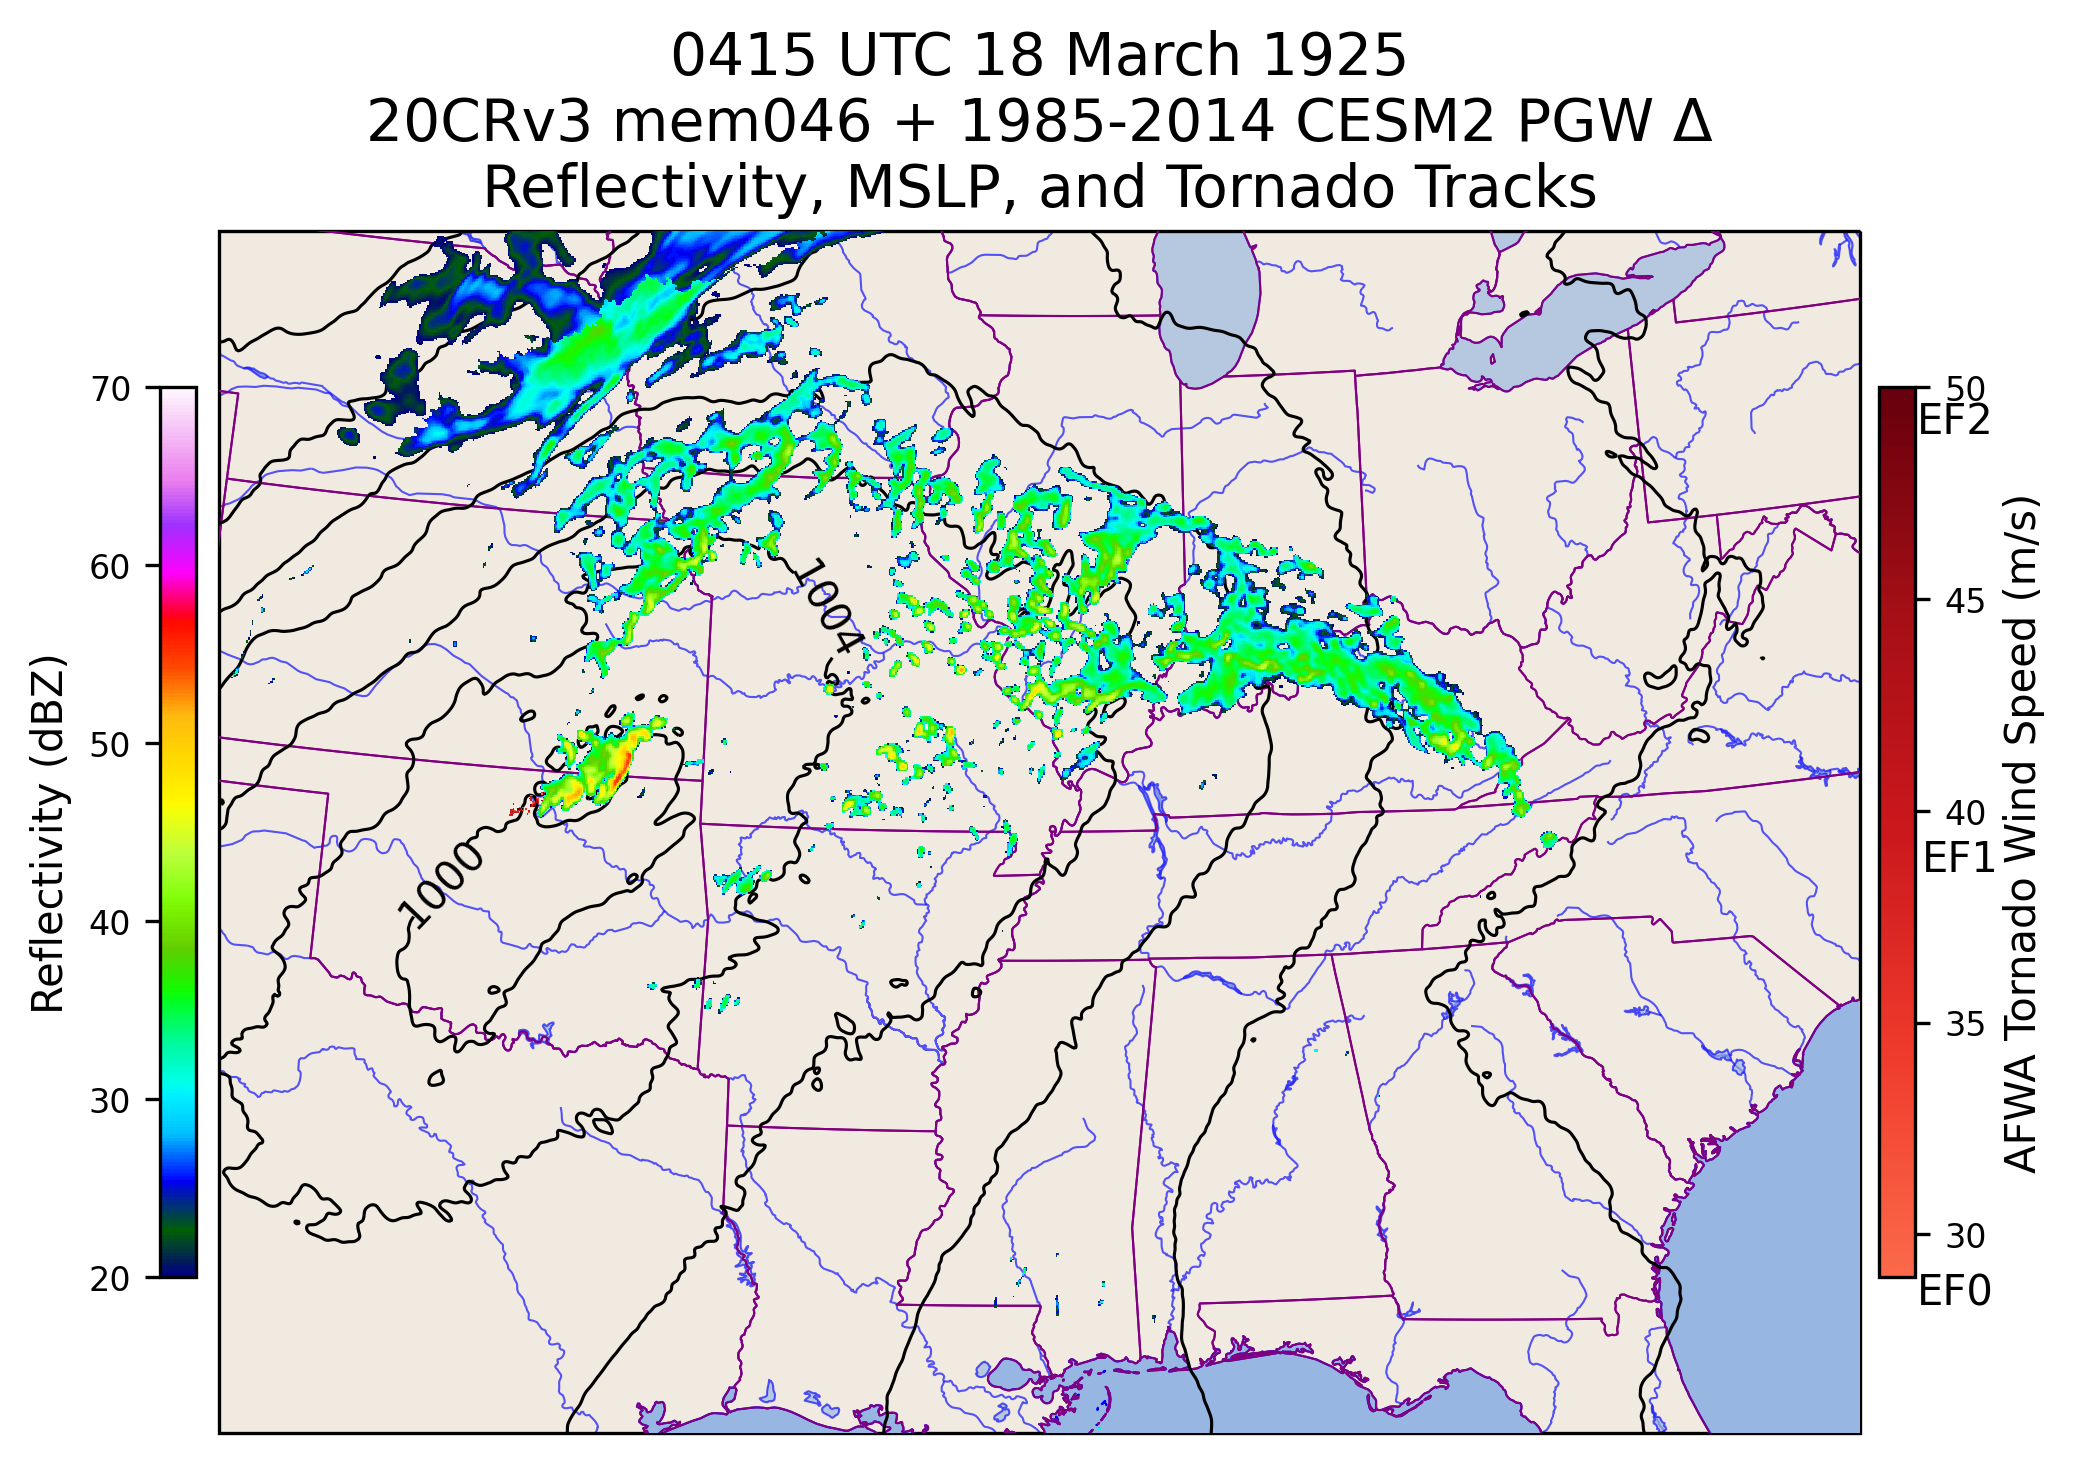 0415 UTC 18 March 1925
20CRv3 mem046 + 1985-2014 CESM2 PGW Δ
Reflectivity, MSLP, and Tornado Tracks
70
60
50
40
30
20
Reflectivity (dBZ)
1004
1000
50
EF2
45
40
EF1
35
30
EF0
AFWA Tornado Wind Speed (m/s)